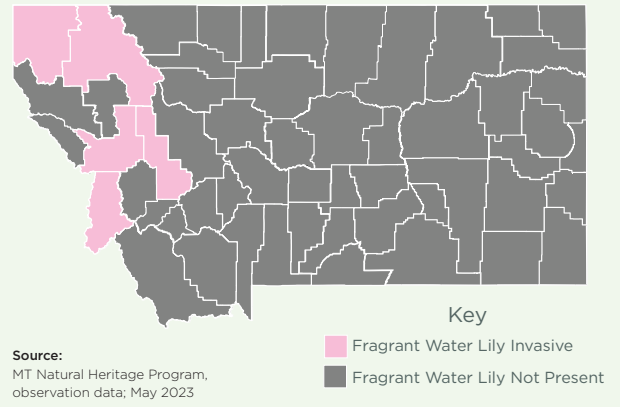 Key
Fragrant Water Lily Invasive
Fragrant Water Lily Not Present
Source:
MT Natural Heritage Program,
observation data; May 2023